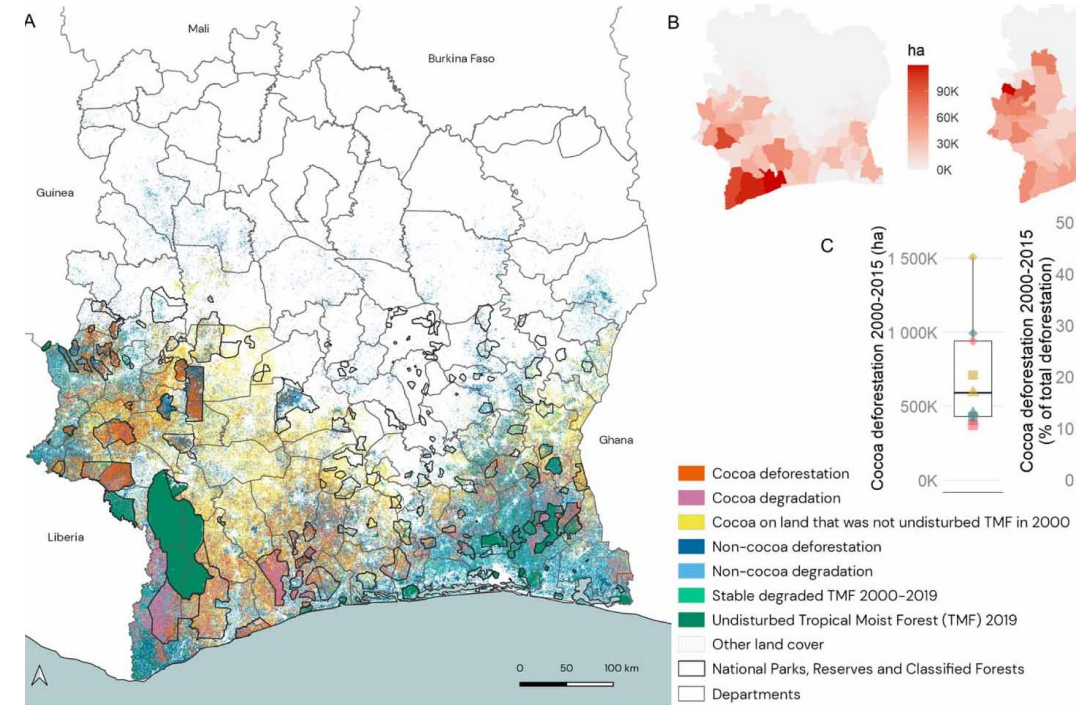 A
Mali
Burkina Faso
Guinea
Ghana
Liberia
0 50 100 km
B
ha
90K
60K
30K
0K
C
Cocoa deforestation 2000-2015 (ha)
1 500K
1 000K
500K
0K
Cocoa deforestation 2000-2015
(% of total deforestation)
50
40
30
20
10
0
Cocoa deforestation
Cocoa degradation
Cocoa on land that was not undisturbed TMF in 2000
Non-cocoa deforestation
Non-cocoa degradation
Stable degraded TMF 2000-2019
Undisturbed Tropical Moist Forest (TMF) 2019
Other land cover
National Parks, Reserves and Classified Forests
Departments